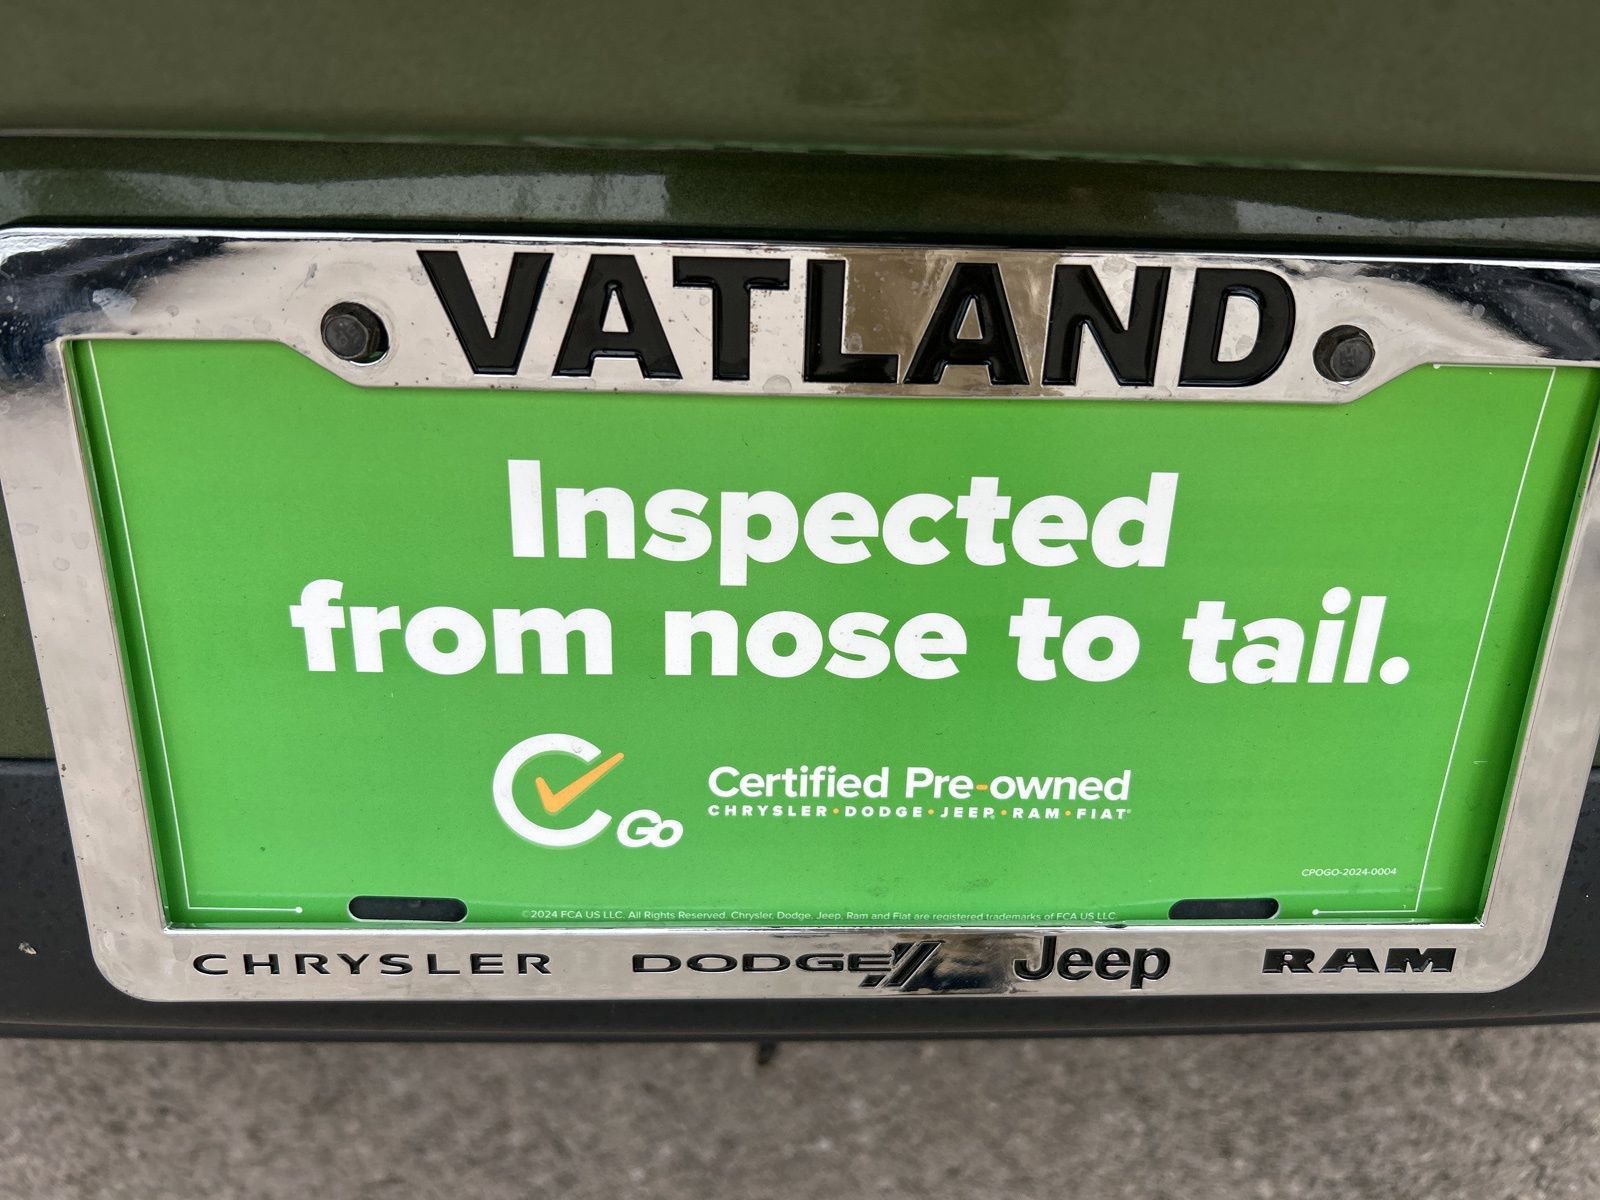 VATLAND
Inspected
from nose to tail.
Go
Certified Pre-owned
CHRYSLER • DODGE • JEEP® • RAM • FIAT®
CPOGO-2024-0004
©2024 FCA US LLC. All Rights Reserved. Chrysler, Dodge, Jeep, Ram and Fiat are registered trademarks of FCA US LLC.
CHRYSLER DODGE Jeep RAM